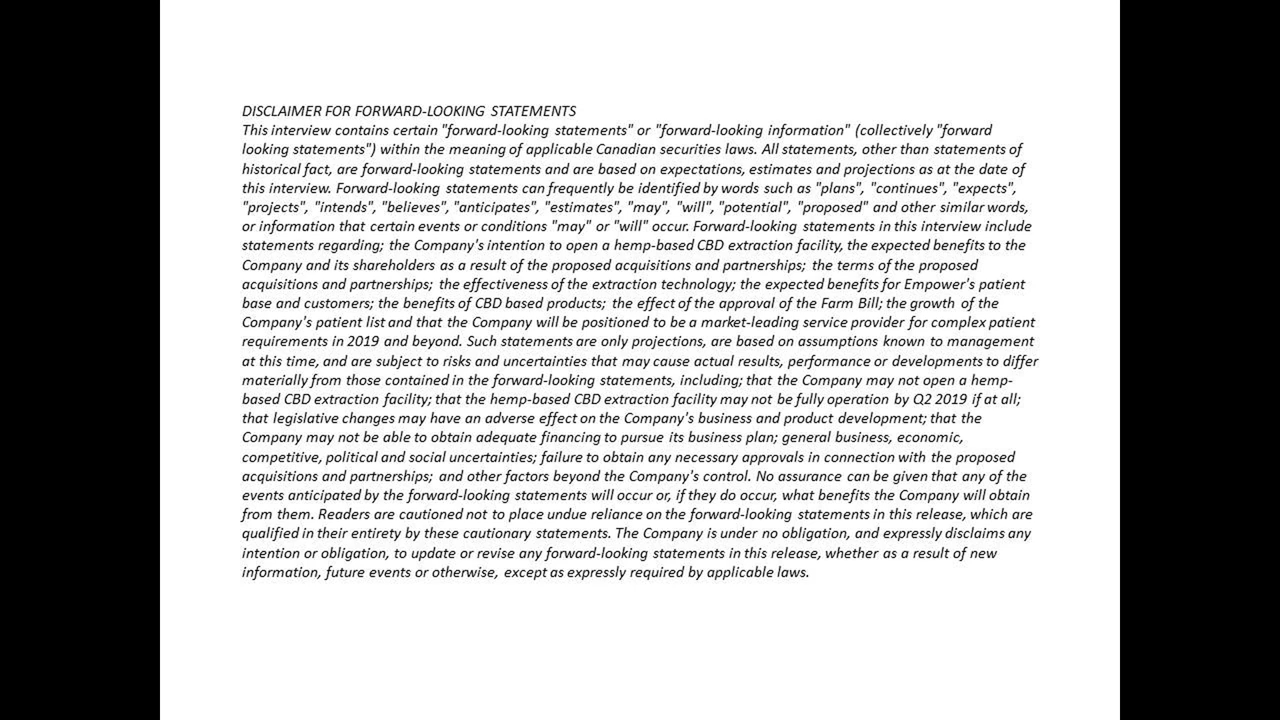 DISCLAIMER FOR FORWARD-LOOKING STATEMENTS
This interview contains certain "forward-looking statements" or "forward-looking information" (collectively "forward
looking statements") within the meaning of applicable Canadian securities laws. All statements, other than statements of
historical fact, are forward-looking statements and are based on expectations, estimates and projections as at the date of
this interview. Forward-looking statements can frequently be identified by words such as "plans", "continues", "expects",
"projects", "intends", "believes", "anticipates", "estimates", "may", "will", "potential", "proposed" and other similar words,
or information that certain events or conditions "may" or "will" occur. Forward-looking statements in this interview include
statements regarding; the Company's intention to open a hemp-based CBD extraction facility, the expected benefits to the
Company and its shareholders as a result of the proposed acquisitions and partnerships; the terms of the proposed
acquisitions and partnerships; the effectiveness of the extraction technology; the expected benefits for Empower's patient
base and customers; the benefits of CBD based products; the effect of the approval of the Farm Bill; the growth of the
Company's patient list and that the Company will be positioned to be a market-leading service provider for complex patient
requirements in 2019 and beyond. Such statements are only projections, are based on assumptions known to management
at this time, and are subject to risks and uncertainties that may cause actual results, performance or developments to differ
materially from those contained in the forward-looking statements, including; that the Company may not open a hemp-
based CBD extraction facility; that the hemp-based CBD extraction facility may not be fully operation by Q2 2019 if at all;
that legislative changes may have an adverse effect on the Company's business and product development; that the
Company may not be able to obtain adequate financing to pursue its business plan; general business, economic,
competitive, political and social uncertainties; failure to obtain any necessary approvals in connection with the proposed
acquisitions and partnerships; and other factors beyond the Company's control. No assurance can be given that any of the
events anticipated by the forward-looking statements will occur or, if they do occur, what benefits the Company will obtain
from them. Readers are cautioned not to place undue reliance on the forward-looking statements in this release, which are
qualified in their entirety by these cautionary statements. The Company is under no obligation, and expressly disclaims any
intention or obligation, to update or revise any forward-looking statements in this release, whether as a result of new
information, future events or otherwise, except as expressly required by applicable laws.